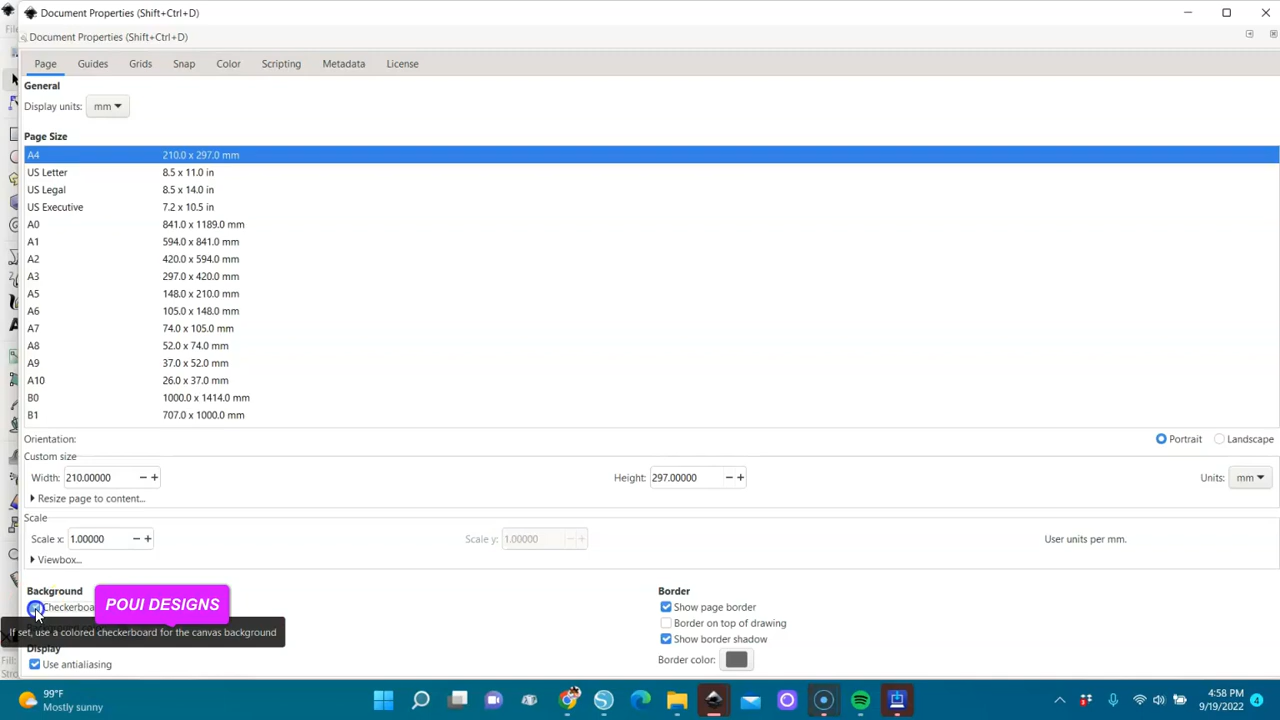 Document Properties (Shift+Ctrl+D)
Document Properties (Shift+Ctrl+D)
Page Guides Grids Snap Color Scripting Metadata License
General
Display units: mm
Page Size
A4 210.0 x 297.0 mm
US Letter 8.5 x 11.0 in
US Legal 8.5 x 14.0 in
US Executive 7.2 x 10.5 in
A0 841.0 x 1189.0 mm
A1 594.0 x 841.0 mm
A2 420.0 x 594.0 mm
A3 297.0 x 420.0 mm
A5 148.0 x 210.0 mm
A6 105.0 x 148.0 mm
A7 74.0 x 105.0 mm
A8 52.0 x 74.0 mm
A9 37.0 x 52.0 mm
A10 26.0 x 37.0 mm
B0 1000.0 x 1414.0 mm
B1 707.0 x 1000.0 mm
Orientation: Portrait Landscape
Custom size
Width: 210.00000 Height: 297.00000 Units: mm
Resize page to content...
Scale
Scale x: 1.00000 Scale y: 1.00000 User units per mm.
Viewbox...
Background Border
Checkerboa POUI DESIGNS Show page border
Border on top of drawing
If set, use a colored checkerboard for the canvas background Show border shadow
Display
Border color:
Use antialiasing
99°F
Mostly sunny
4:58 PM
9/19/2022
4